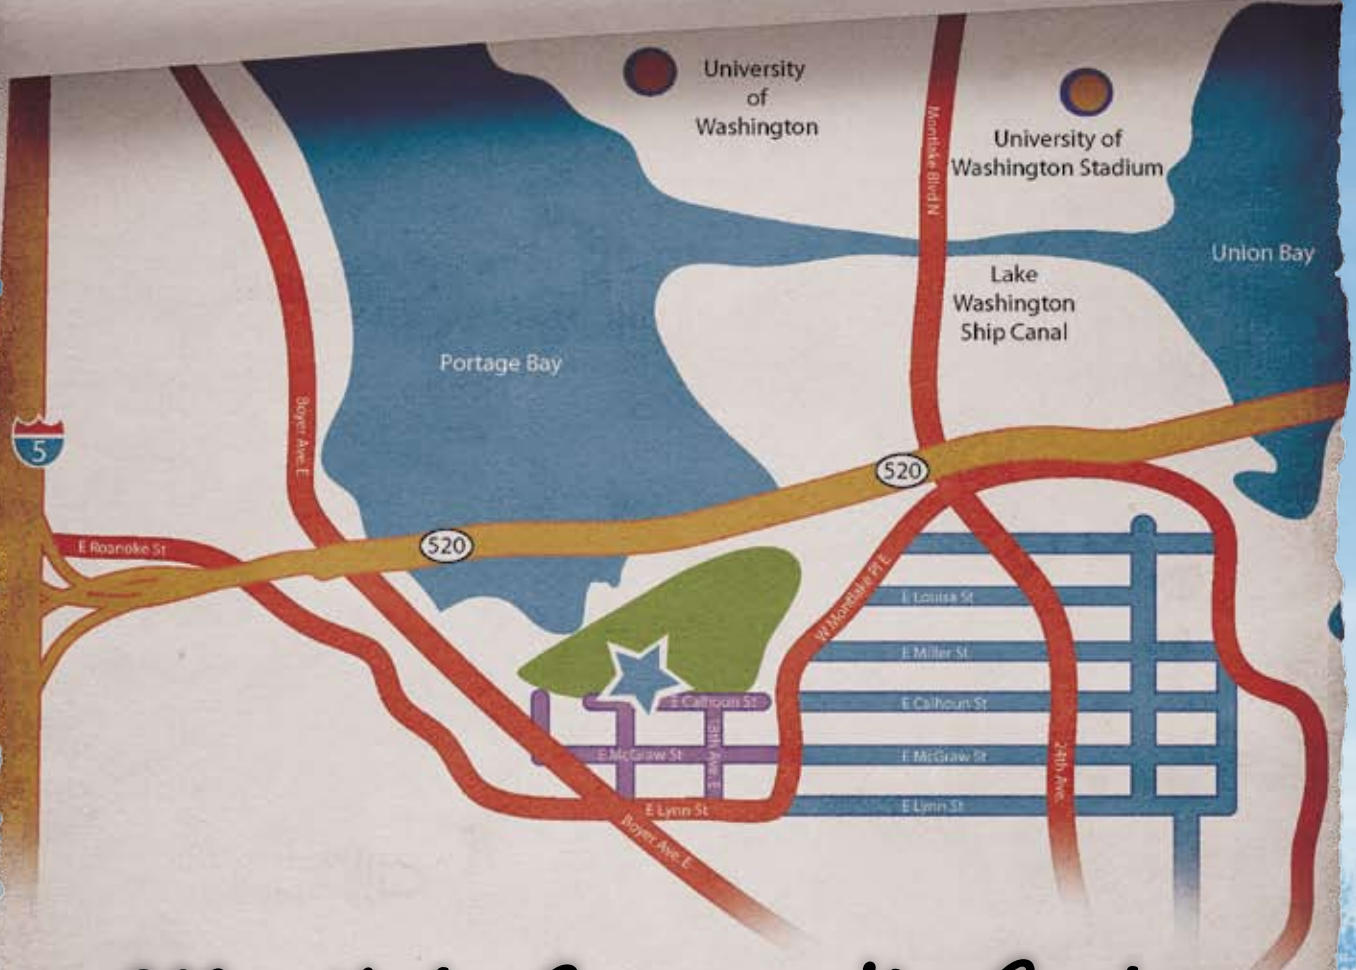 University
of
Washington
University of
Washington Stadium
Montlake Blvd N
Union Bay
Lake
Washington
Ship Canal
Portage Bay
Boyer Ave. E
5
520
520
E Roanoke St
W Montlake Pl E
E Louisa St
E Miller St
E Calhoun St
E Calhoun St
18th Ave. E
E McGraw St
E McGraw St
24th Ave.
E Lynn St
E Lynn St
Boyer Ave. E